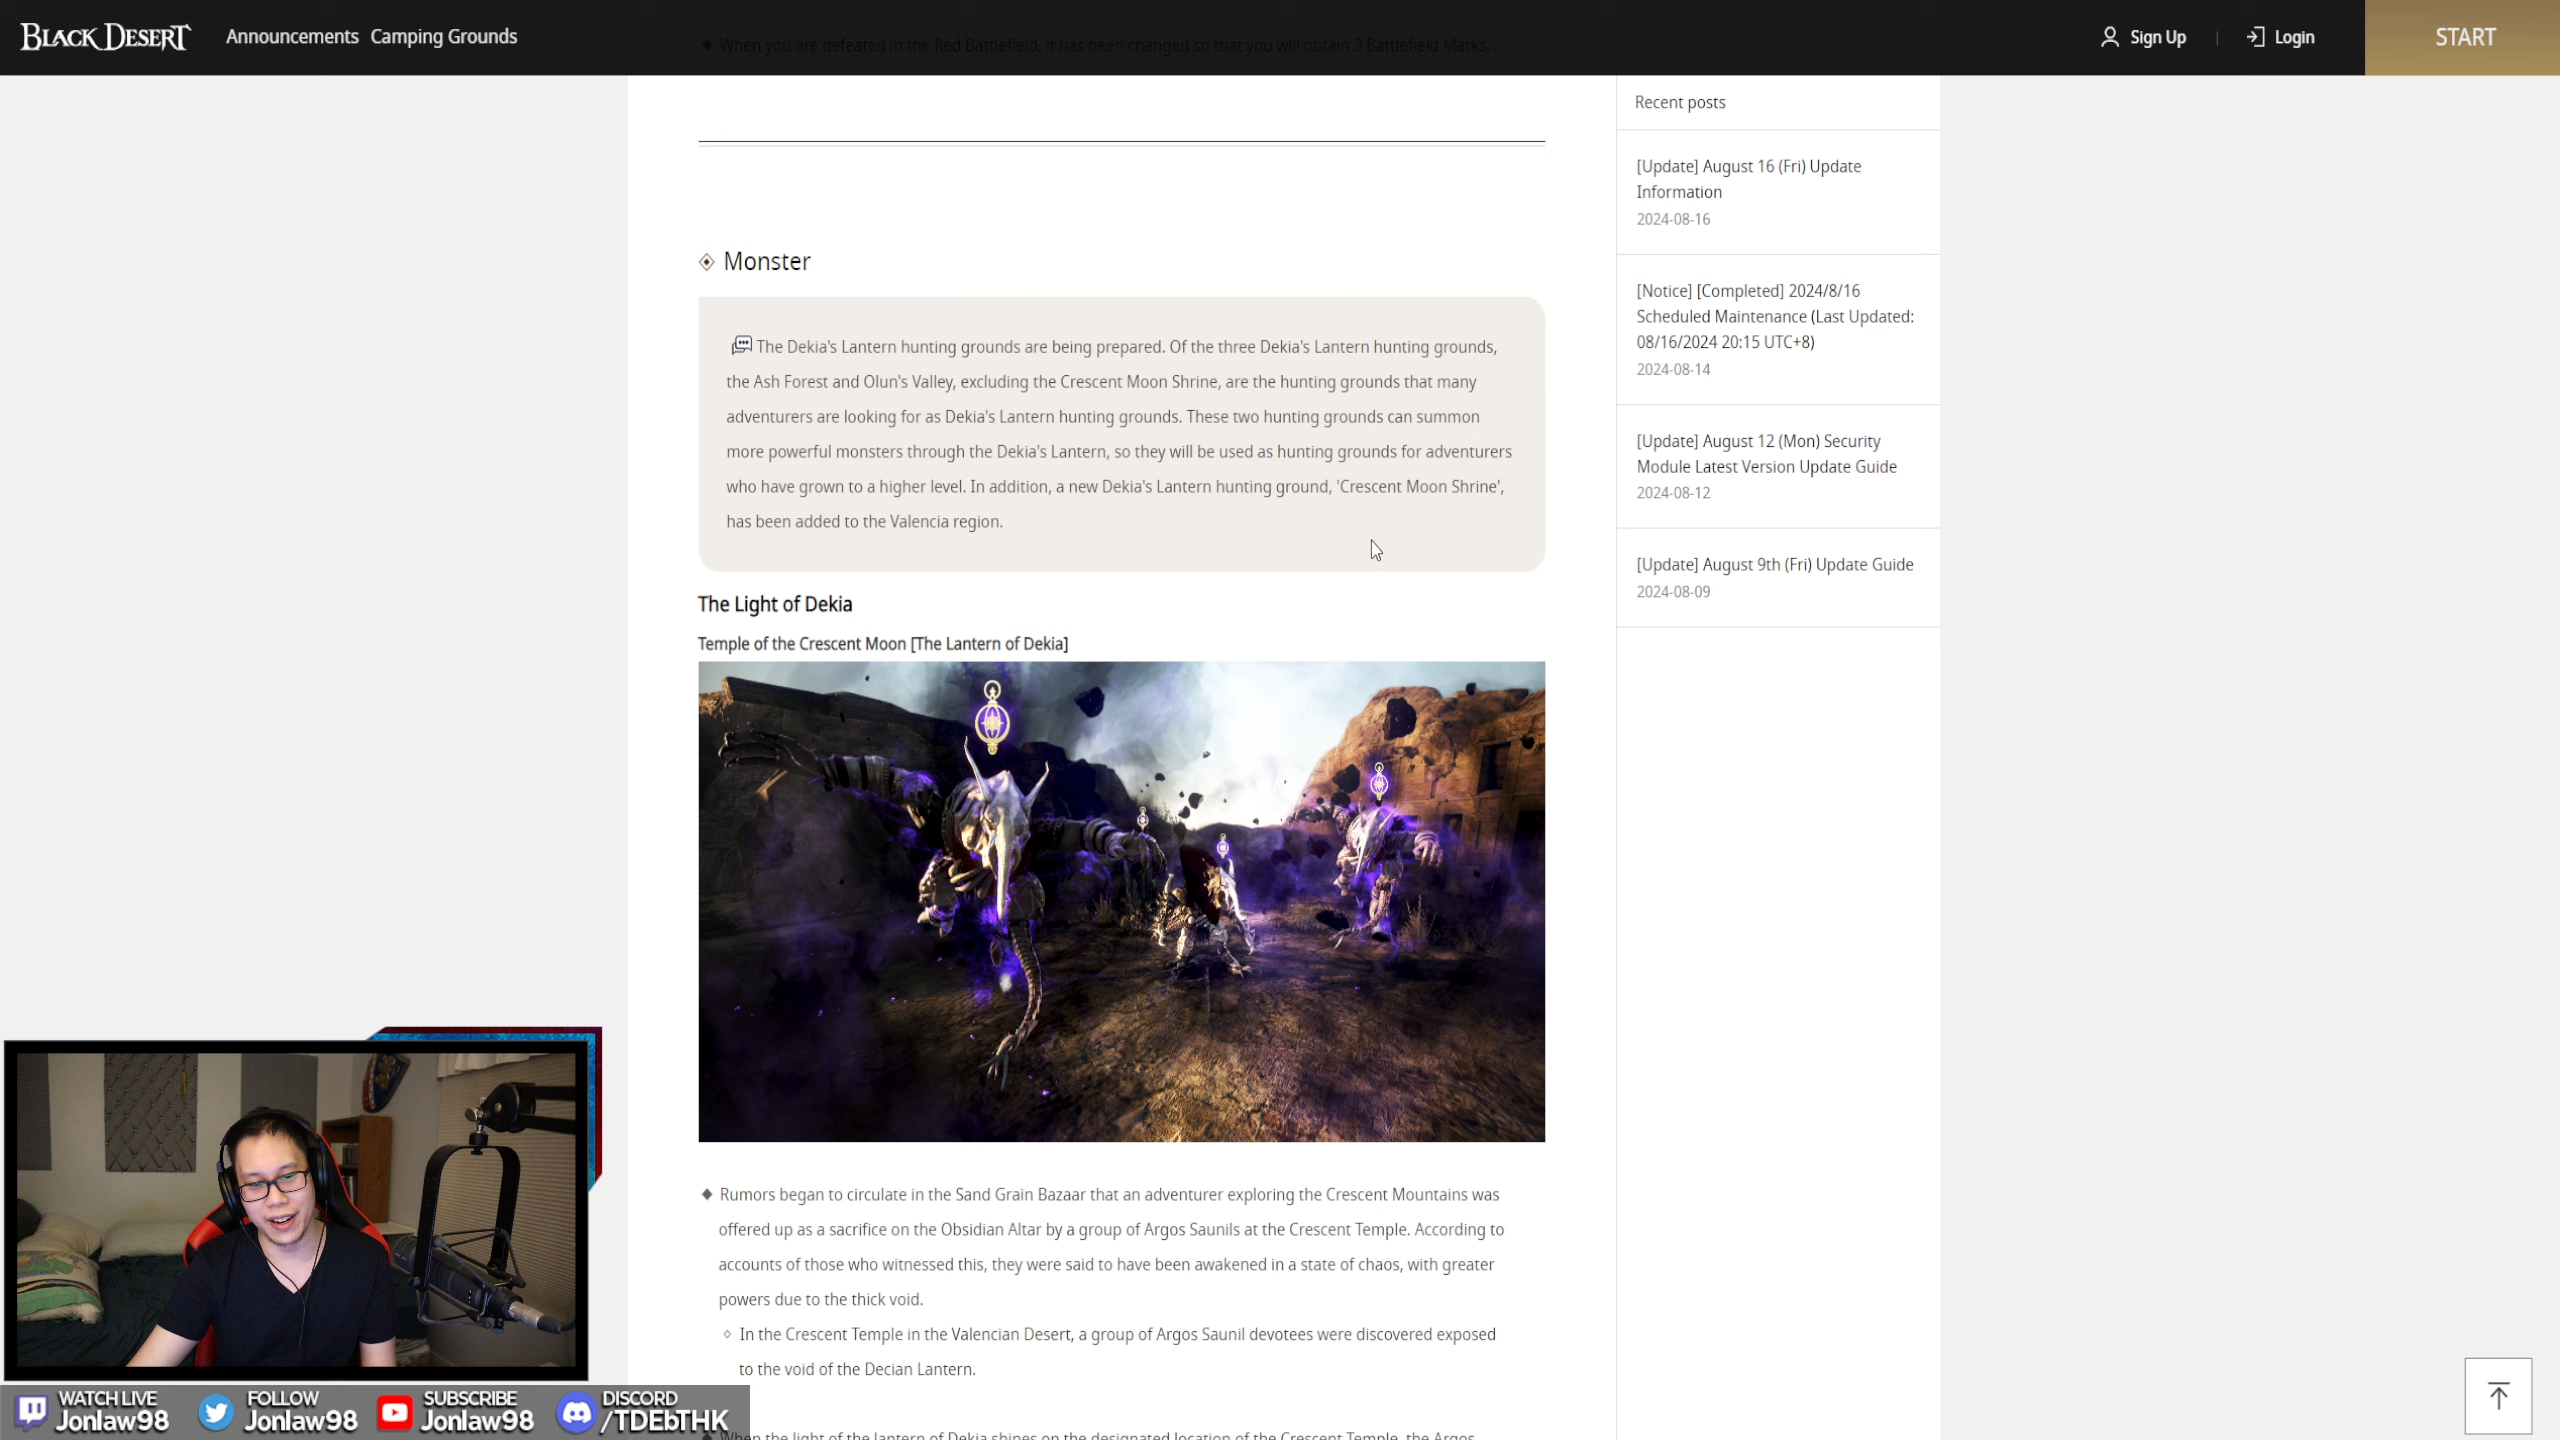 BLACK DESERT
Announcements Camping Grounds
Sign Up
Login
START
When you are defeated in the Red Battlefield, it has been changed so that you will obtain 3 Battlefield Marks.
Monster
The Dekia's Lantern hunting grounds are being prepared. Of the three Dekia's Lantern hunting grounds,
the Ash Forest and Olun's Valley, excluding the Crescent Moon Shrine, are the hunting grounds that many
adventurers are looking for as Dekia's Lantern hunting grounds. These two hunting grounds can summon
more powerful monsters through the Dekia's Lantern, so they will be used as hunting grounds for adventurers
who have grown to a higher level. In addition, a new Dekia's Lantern hunting ground, 'Crescent Moon Shrine',
has been added to the Valencia region.
The Light of Dekia
Temple of the Crescent Moon [The Lantern of Dekia]
Rumors began to circulate in the Sand Grain Bazaar that an adventurer exploring the Crescent Mountains was
offered up as a sacrifice on the Obsidian Altar by a group of Argos Saunils at the Crescent Temple. According to
accounts of those who witnessed this, they were said to have been awakened in a state of chaos, with greater
powers due to the thick void.
In the Crescent Temple in the Valencian Desert, a group of Argos Saunil devotees were discovered exposed
to the void of the Decian Lantern.
When the light of the lantern of Dekia shines on the designated location of the Crescent Temple, the Argos
Recent posts
[Update] August 16 (Fri) Update
Information
2024-08-16
[Notice] [Completed] 2024/8/16
Scheduled Maintenance (Last Updated:
08/16/2024 20:15 UTC+8)
2024-08-14
[Update] August 12 (Mon) Security
Module Latest Version Update Guide
2024-08-12
[Update] August 9th (Fri) Update Guide
2024-08-09
WATCH LIVE
Jonlaw98
FOLLOW
Jonlaw98
SUBSCRIBE
Jonlaw98
DISCORD
/TDEbTHK